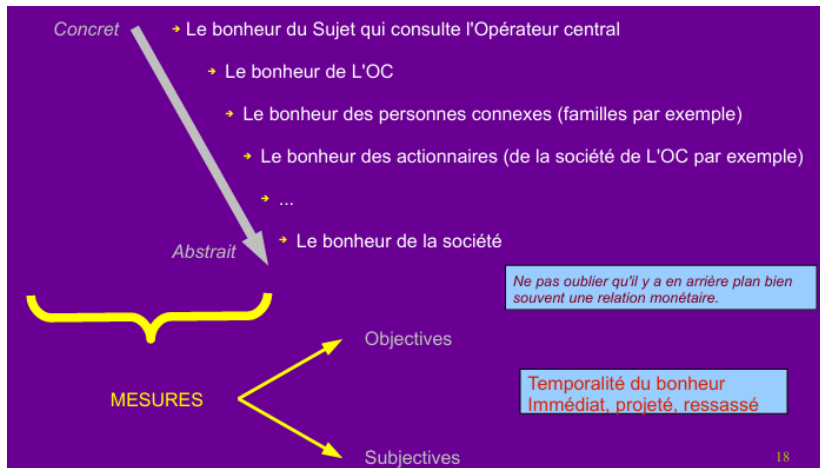 Concret
Le bonheur du Sujet qui consulte l'Opérateur central
Le bonheur de L'OC
Le bonheur des personnes connexes (familles par exemple)
Le bonheur des actionnaires (de la société de L'OC par exemple)
...
Abstrait
Le bonheur de la société
Ne pas oublier qu'il y a en arrière plan bien
souvent une relation monétaire.
Objectives
Temporalité du bonheur
Immédiat, projeté, ressassé
MESURES
Subjectives
18